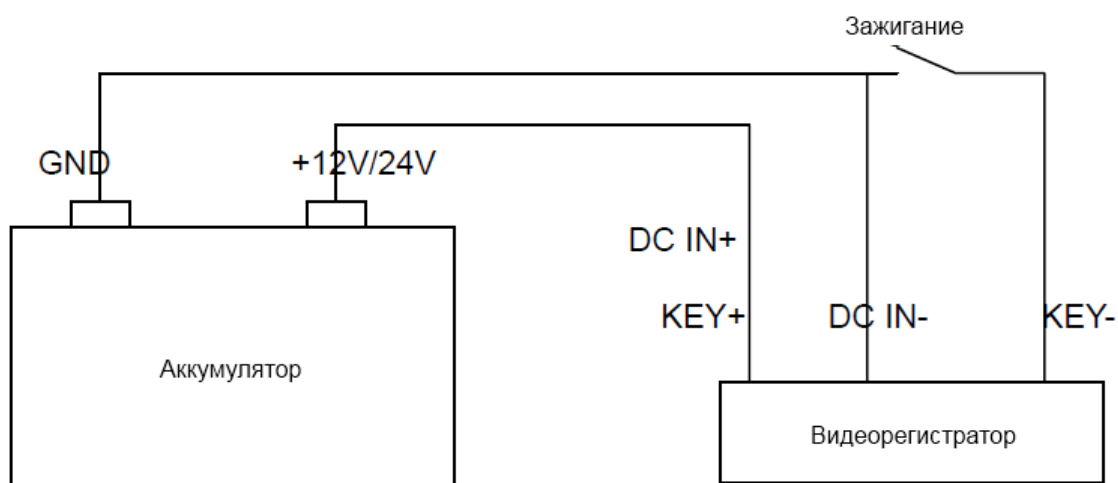 Зажигание
GND
+12V/24V
DC IN+
KEY+
DC IN-
KEY-
Аккумулятор
Видеорегистратор